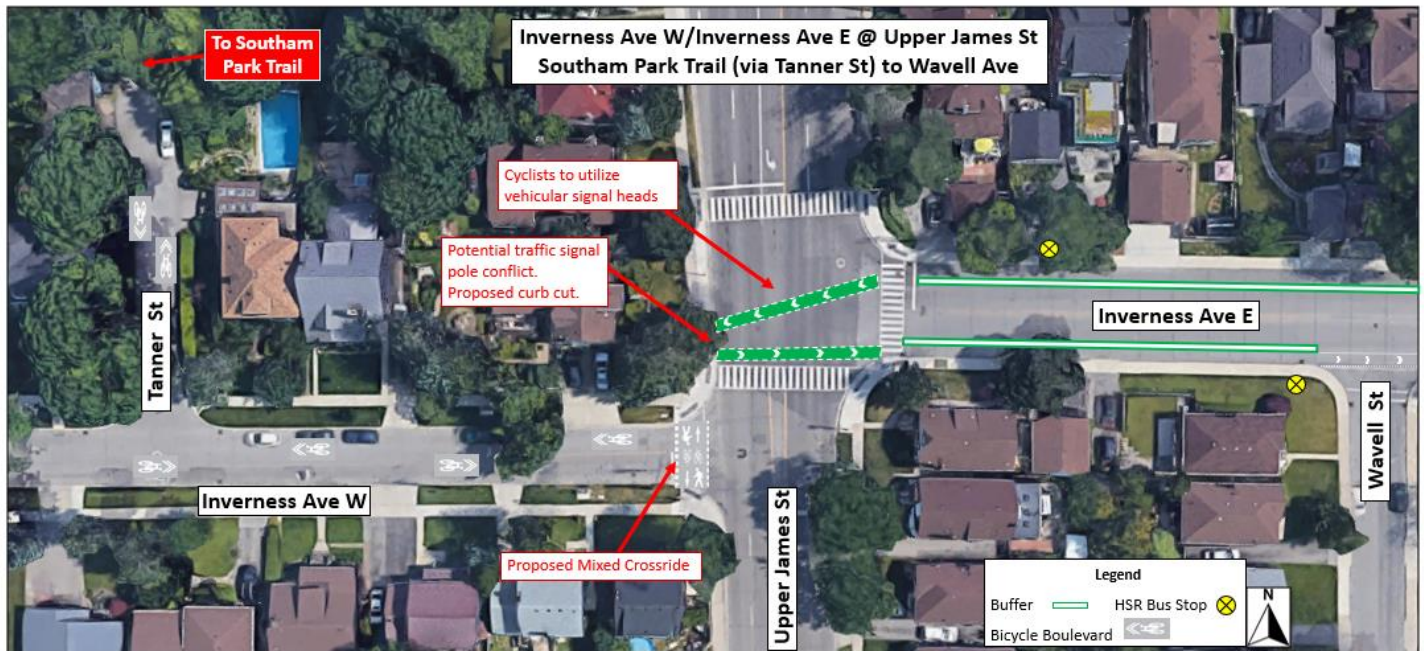 To Southam
Park Trail
Inverness Ave W/Inverness Ave E @ Upper James St
Southam Park Trail (via Tanner St) to Wavell Ave
Cyclists to utilize
vehicular signal heads
Potential traffic signal
pole conflict.
Proposed curb cut.
Tanner St
Inverness Ave E
Wavell St
Inverness Ave W
Upper James St
Proposed Mixed Crossride
Legend
Buffer
HSR Bus Stop
Bicycle Boulevard
N